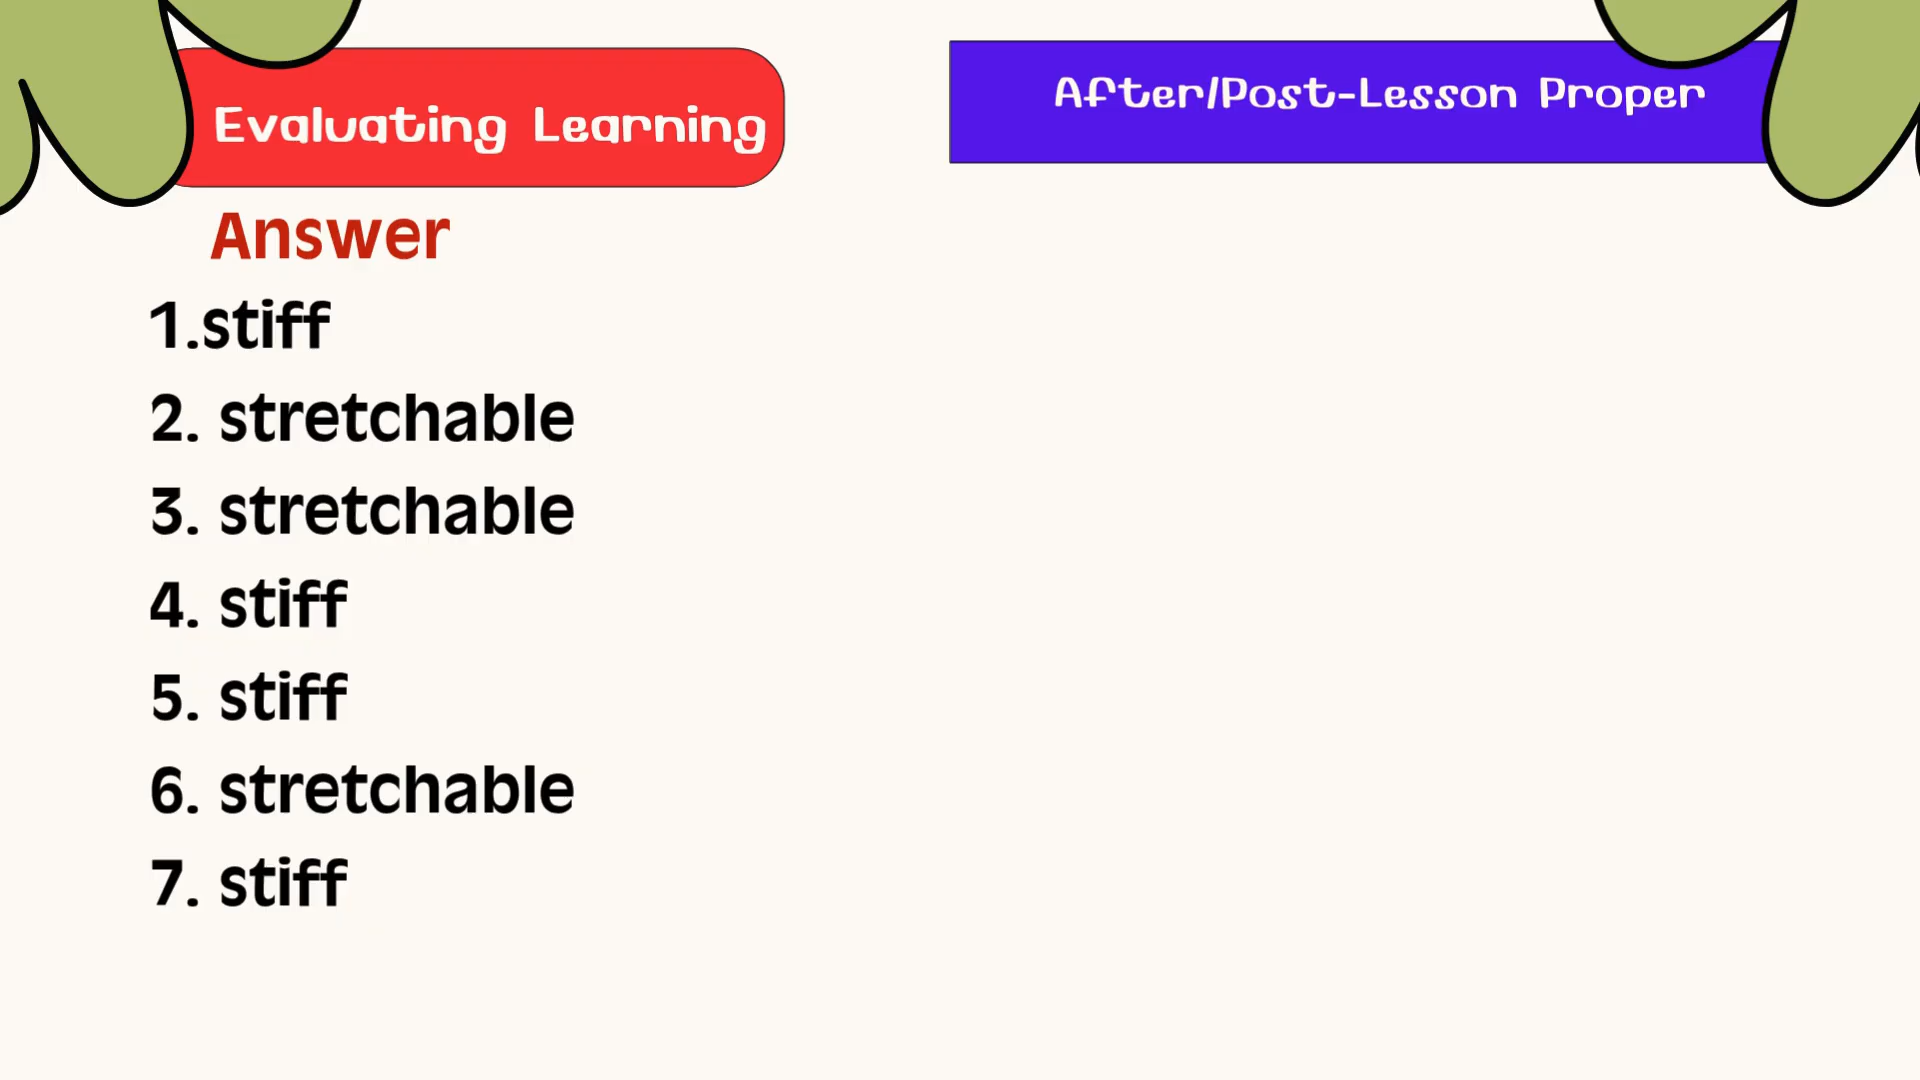 Evaluating Learning
After/Post-Lesson Proper
Answer
1.stiff
2. stretchable
3. stretchable
4. stiff
5. stiff
6. stretchable
7. stiff